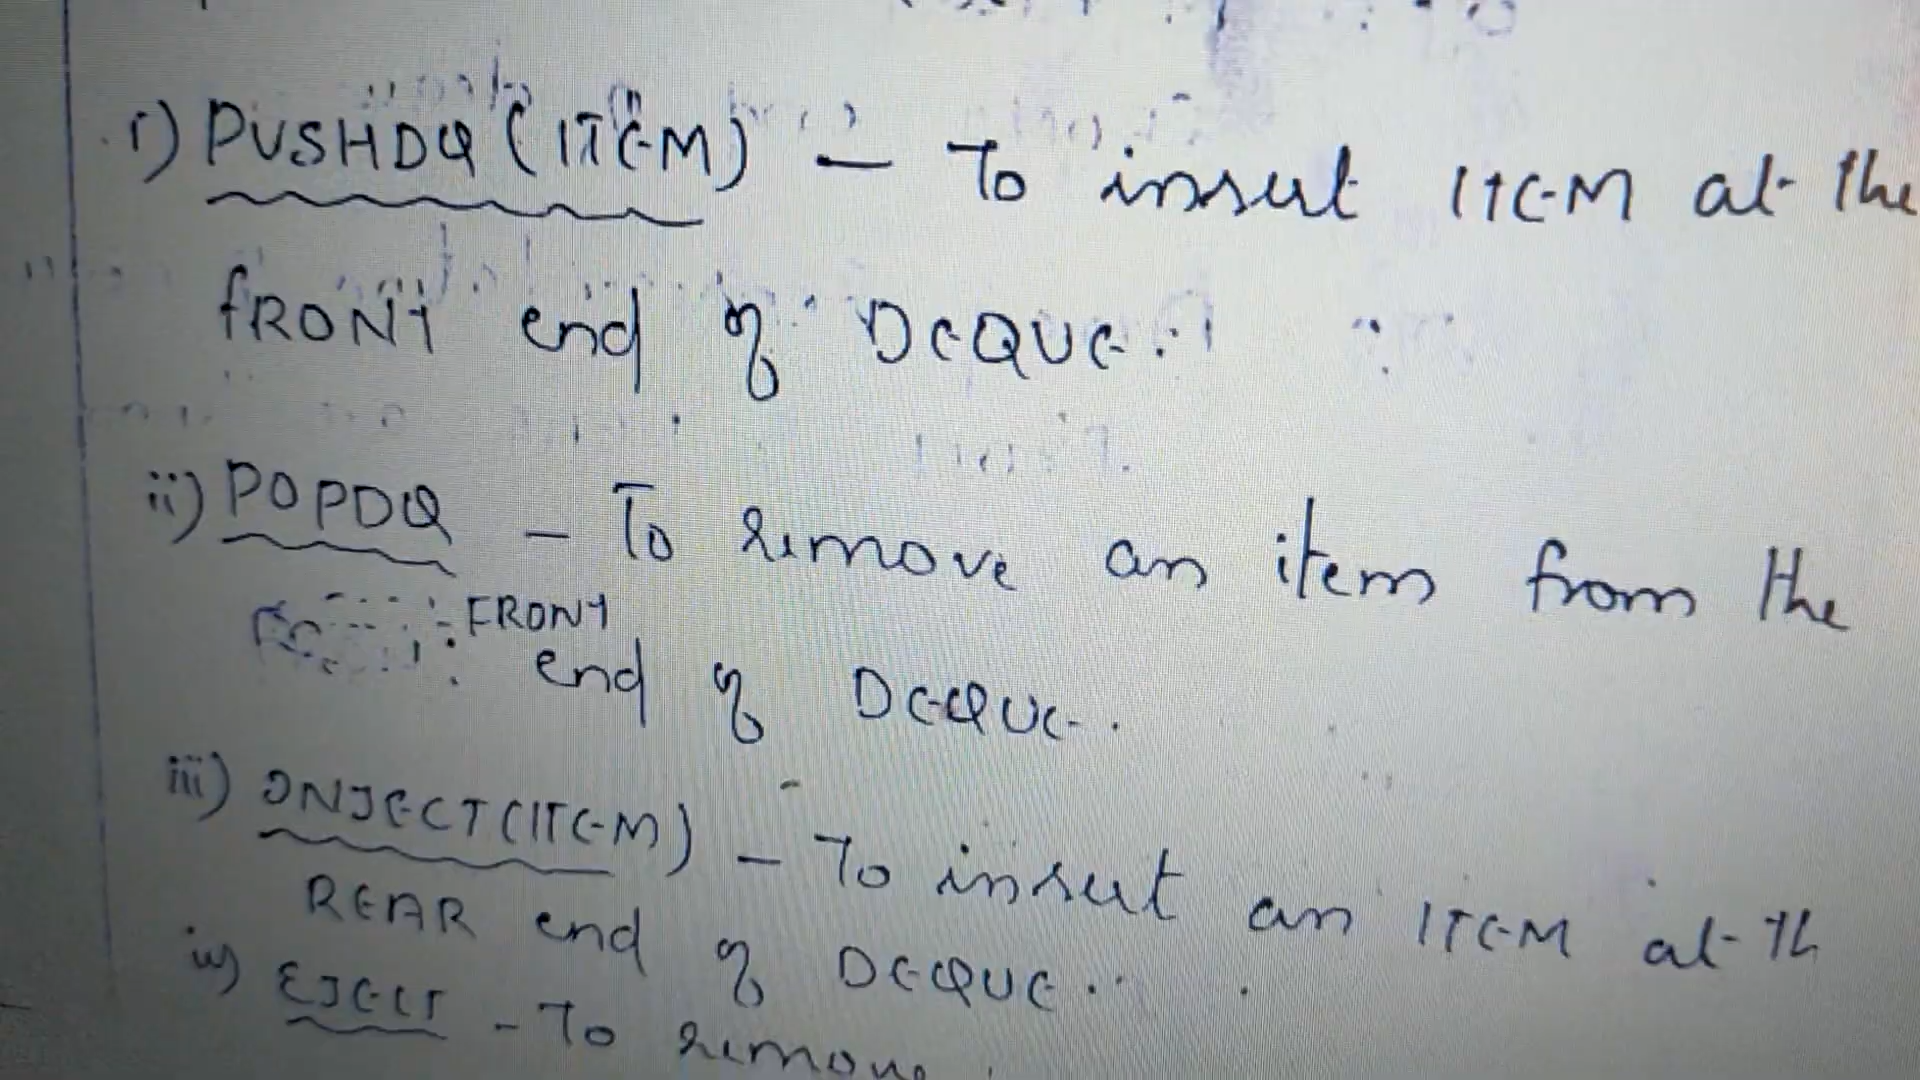 i) PUSHDQ (ITEM) - To insert ITEM at the
FRONT end of DEQUE.
ii) POPDQ - To remove an item from the
FRONT
end of DEQUE.
iii) INJECT (ITEM) - To insert an ITEM at th
REAR end of DEQUE.
iv) EJECT - To remove